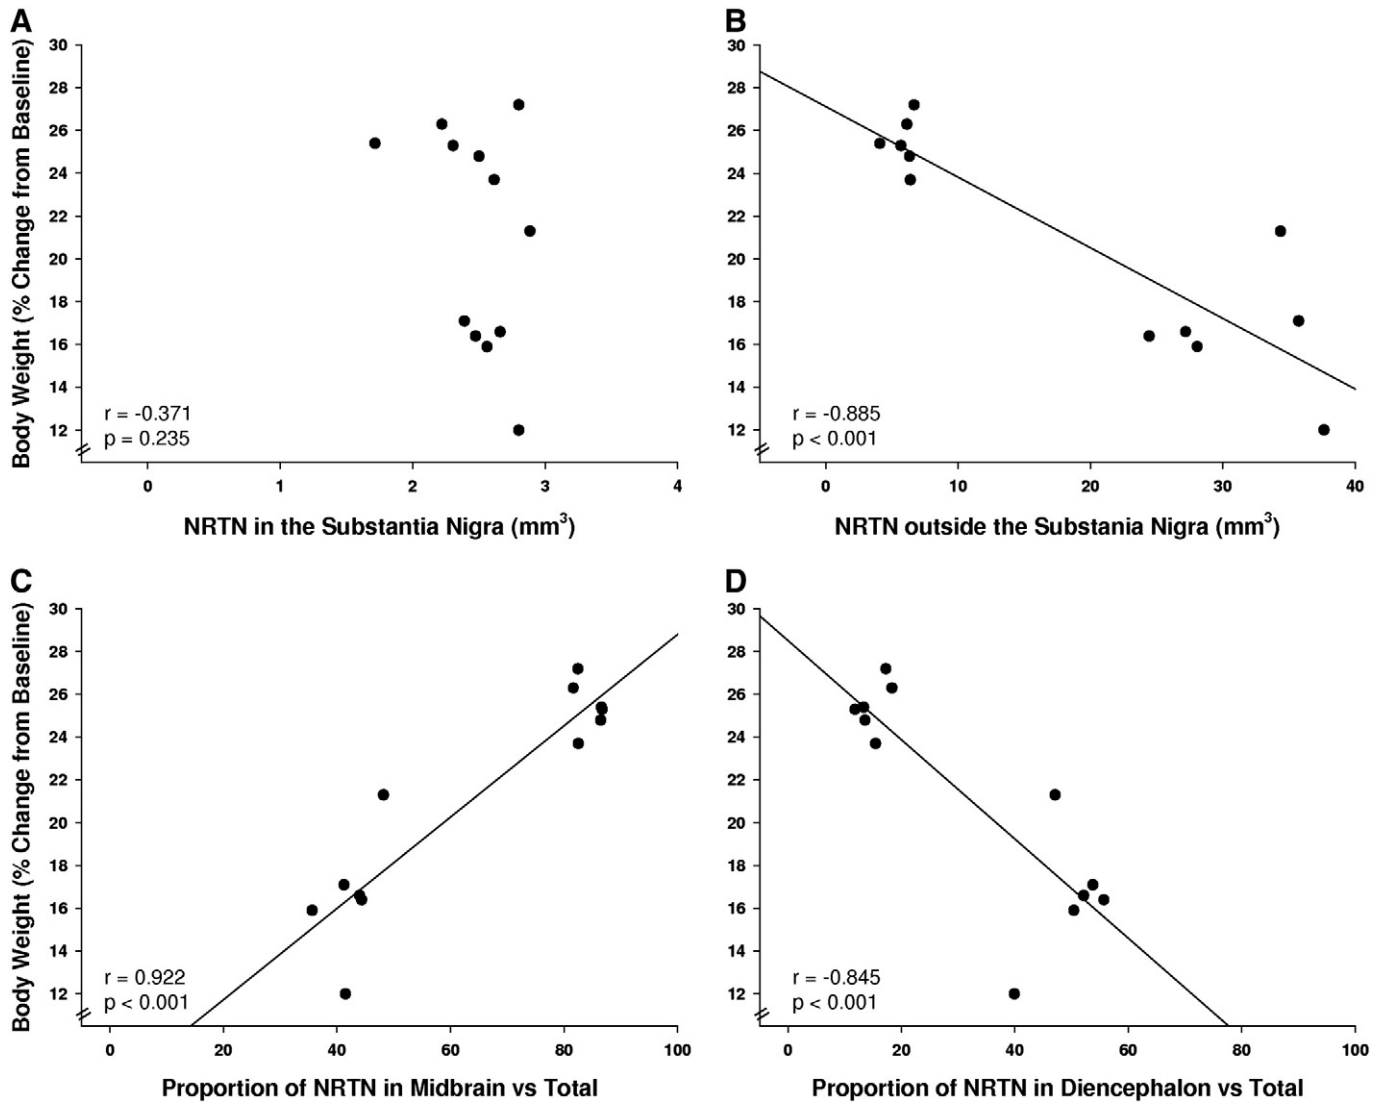 A
Body Weight (% Change from Baseline)
30
28
26
24
22
20
18
16
14
12
r = -0.371
p = 0.235
0 1 2 3 4
NRTN in the Substantia Nigra (mm³)
B
30
28
26
24
22
20
18
16
14
12
r = -0.885
p < 0.001
0 10 20 30 40
NRTN outside the Substania Nigra (mm³)
C
Body Weight (% Change from Baseline)
30
28
26
24
22
20
18
16
14
12
r = 0.922
p < 0.001
0 20 40 60 80 100
Proportion of NRTN in Midbrain vs Total
D
30
28
26
24
22
20
18
16
14
12
r = -0.845
p < 0.001
0 20 40 60 80 100
Proportion of NRTN in Diencephalon vs Total